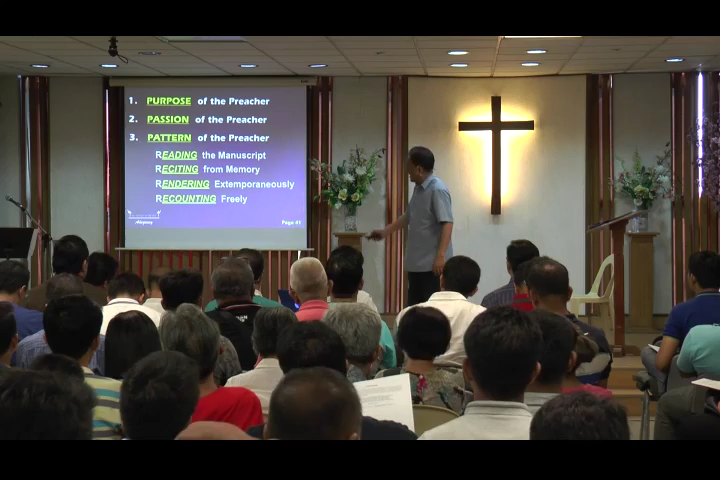 1. PURPOSE of the Preacher
2. PASSION of the Preacher
3. PATTERN of the Preacher
READING the Manuscript
RECITING from Memory
RENDERING Extemporaneously
RECOUNTING Freely
Page 41